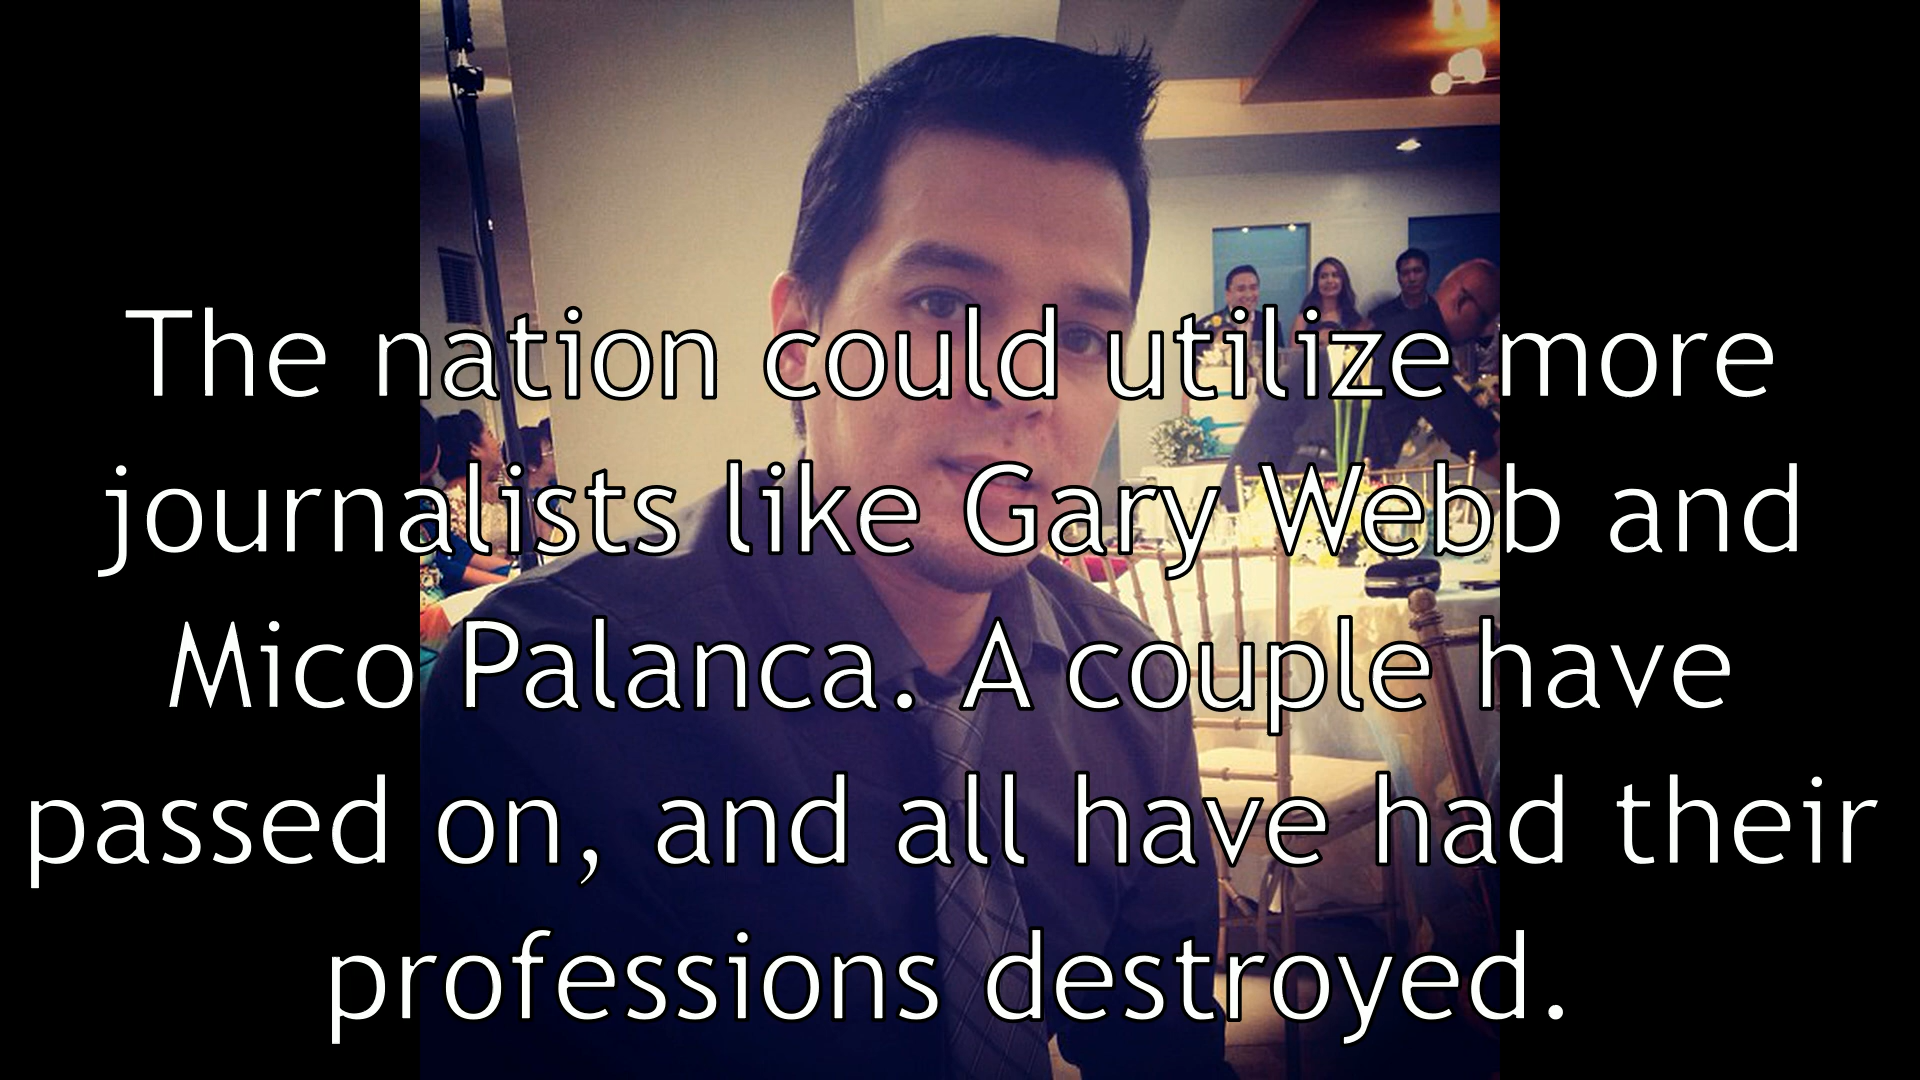 The nation could utilize more
journalists like Gary Webb and
Mico Palanca. A couple have
passed on, and all have had their
professions destroyed.